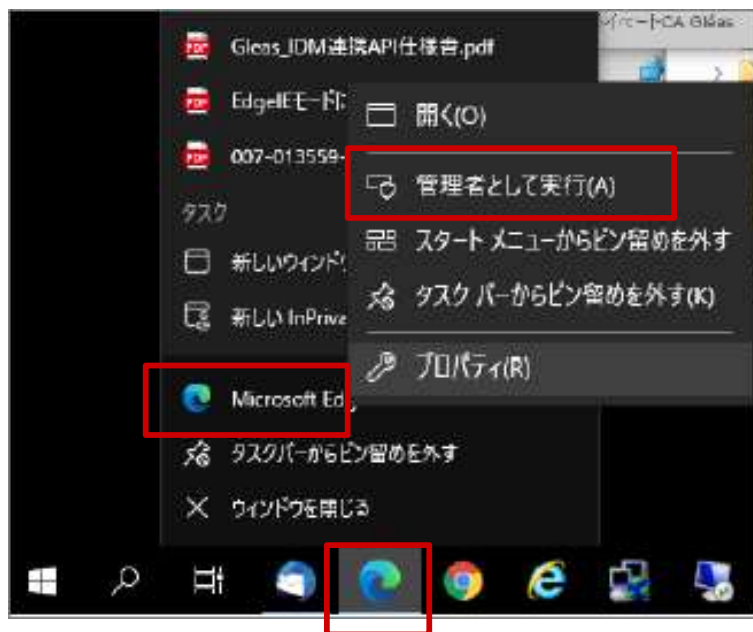 Gleas_IDM連携API仕様書.pdf
EdgeIEモードに
007-013559-
タスク
新しいウィンドウ
新しい InPriva
Microsoft Ed
タスクバーからピン留めを外す
ウィンドウを閉じる
CA Gléas
開く(O)
管理者として実行(A)
スタート メニューからピン留めを外す
タスク バーからピン留めを外す(K)
プロパティ(R)